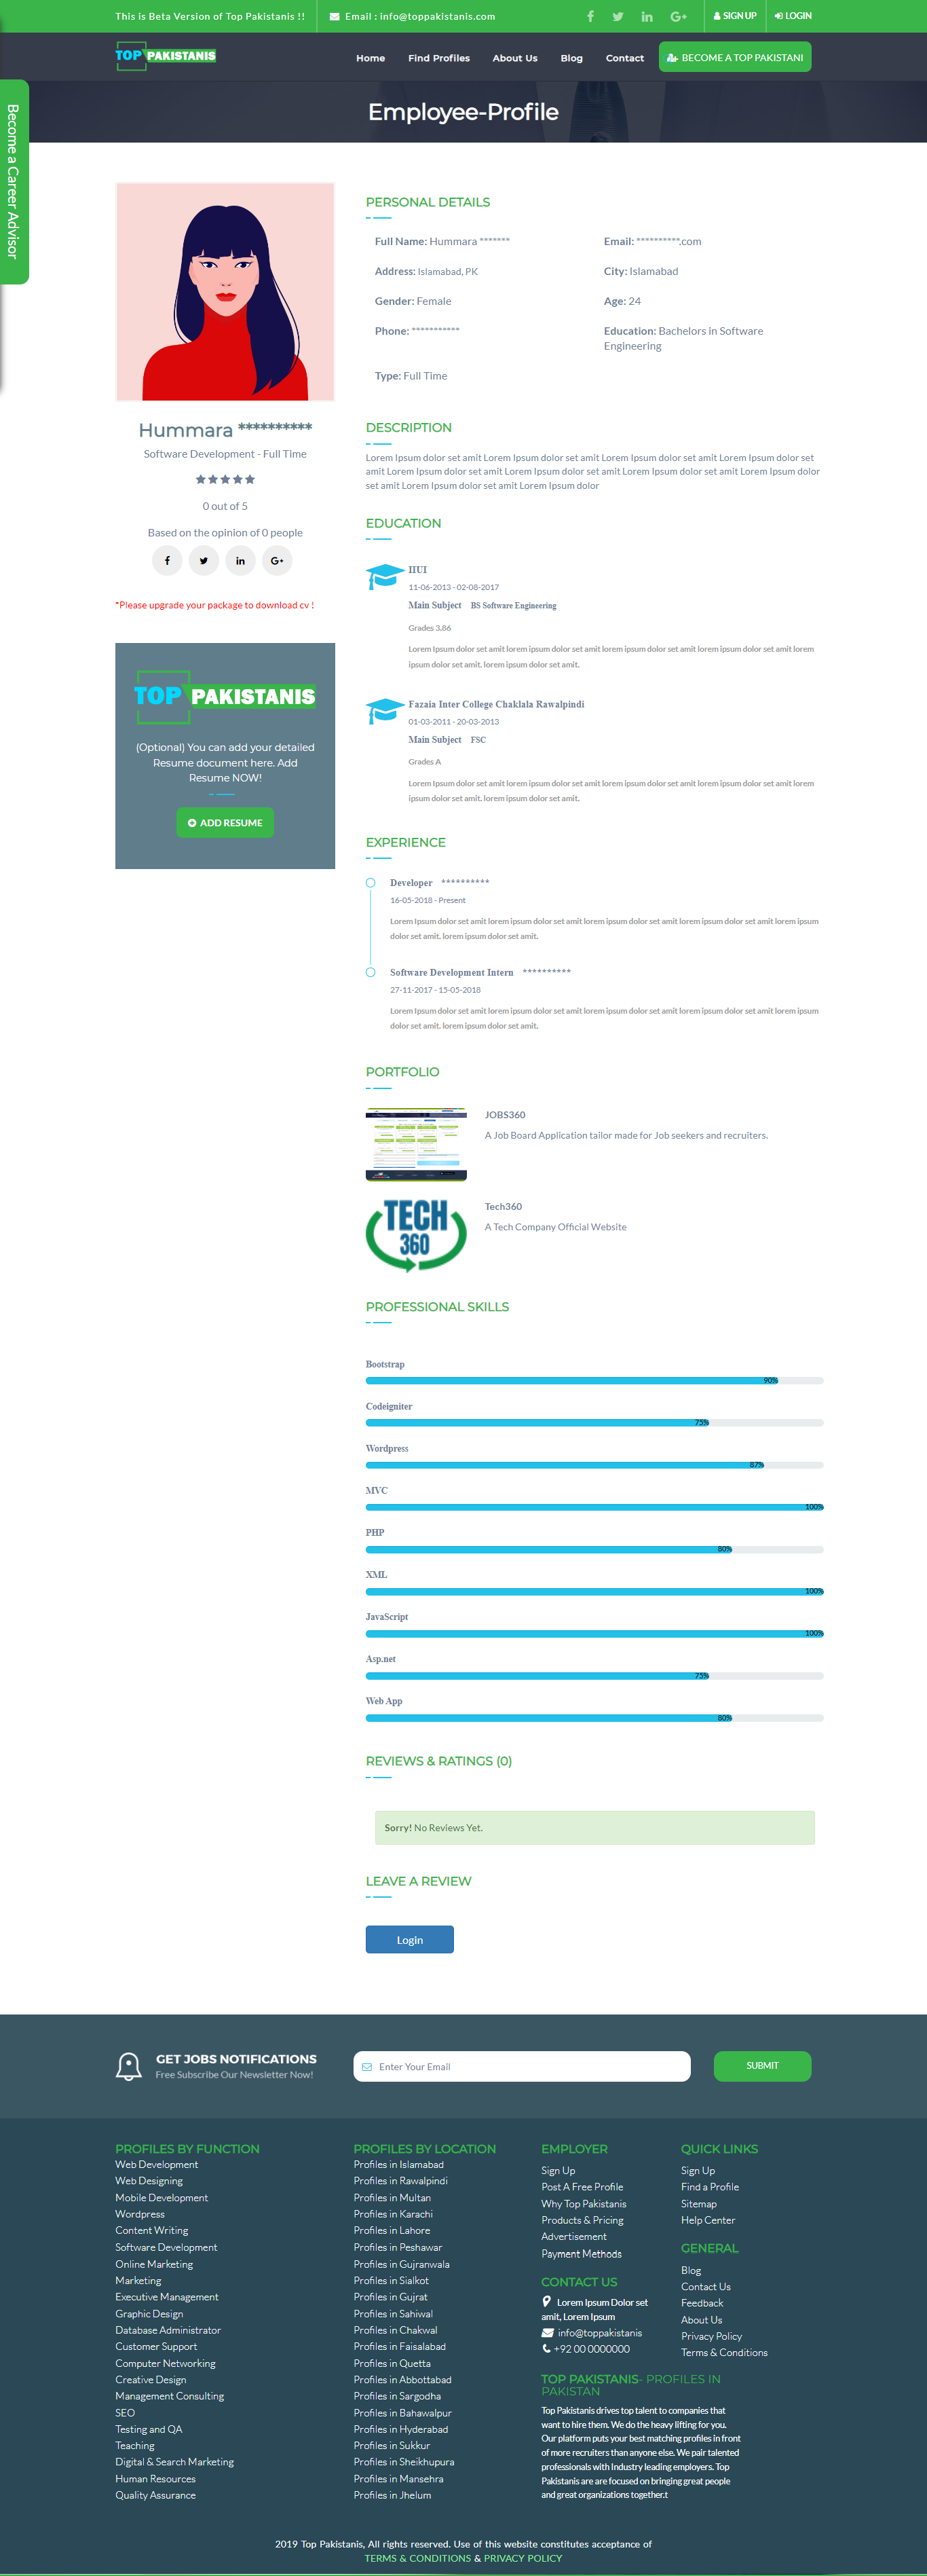 This is Beta Version of Top Pakistanis !!
Email : info@toppakistanis.com
SIGN UP
LOGIN
TOP PAKISTANIS
Home
Find Profiles
About Us
Blog
Contact
BECOME A TOP PAKISTANI
Employee-Profile
Become a Career Advisor
Hummara **********
Software Development - Full Time
0 out of 5
Based on the opinion of 0 people
*Please upgrade your package to download cv !
TOP PAKISTANIS
(Optional) You can add your detailed
Resume document here. Add
Resume NOW!
ADD RESUME
PERSONAL DETAILS
Full Name: Hummara *******
Email: **********.com
Address: Islamabad, PK
City: Islamabad
Gender: Female
Age: 24
Phone: ***********
Education: Bachelors in Software
Engineering
Type: Full Time
DESCRIPTION
Lorem Ipsum dolor set amit Lorem Ipsum dolor set amit Lorem Ipsum dolor set amit Lorem Ipsum dolor set
amit Lorem Ipsum dolor set amit Lorem Ipsum dolor set amit Lorem Ipsum dolor set amit Lorem Ipsum dolor
set amit Lorem Ipsum dolor set amit Lorem Ipsum dolor
EDUCATION
IIUI
11-06-2013 - 02-08-2017
Main Subject BS Software Engineering
Grades 3.86
Lorem Ipsum dolor set amit lorem ipsum dolor set amit lorem ipsum dolor set amit lorem ipsum dolor set amit lorem
ipsum dolor set amit. lorem ipsum dolor set amit.
Fazaia Inter College Chaklala Rawalpindi
01-03-2011 - 20-03-2013
Main Subject FSC
Grades A
Lorem Ipsum dolor set amit lorem ipsum dolor set amit lorem ipsum dolor set amit lorem ipsum dolor set amit lorem
ipsum dolor set amit. lorem ipsum dolor set amit.
EXPERIENCE
Developer **********
16-05-2018 - Present
Lorem Ipsum dolor set amit lorem ipsum dolor set amit lorem ipsum dolor set amit lorem ipsum dolor set amit lorem ipsum
dolor set amit. lorem ipsum dolor set amit.
Software Development Intern **********
27-11-2017 - 15-05-2018
Lorem Ipsum dolor set amit lorem ipsum dolor set amit lorem ipsum dolor set amit lorem ipsum dolor set amit lorem ipsum
dolor set amit. lorem ipsum dolor set amit.
PORTFOLIO
JOBS360
A Job Board Application tailor made for Job seekers and recruiters.
TECH
360
Tech360
A Tech Company Official Website
PROFESSIONAL SKILLS
Bootstrap
90%
Codeigniter
75%
Wordpress
87%
MVC
100%
PHP
80%
XML
100%
JavaScript
100%
Asp.net
75%
Web App
80%
REVIEWS & RATINGS (0)
Sorry! No Reviews Yet.
LEAVE A REVIEW
Login
GET JOBS NOTIFICATIONS
Free Subscribe Our Newsletter Now!
Enter Your Email
SUBMIT
PROFILES BY FUNCTION
Web Development
Web Designing
Mobile Development
Wordpress
Content Writing
Software Development
Online Marketing
Marketing
Executive Management
Graphic Design
Database Administrator
Customer Support
Computer Networking
Creative Design
Management Consulting
SEO
Testing and QA
Teaching
Digital & Search Marketing
Human Resources
Quality Assurance
PROFILES BY LOCATION
Profiles in Islamabad
Profiles in Rawalpindi
Profiles in Multan
Profiles in Karachi
Profiles in Lahore
Profiles in Peshawar
Profiles in Gujranwala
Profiles in Sialkot
Profiles in Gujrat
Profiles in Sahiwal
Profiles in Chakwal
Profiles in Faisalabad
Profiles in Quetta
Profiles in Abbottabad
Profiles in Sargodha
Profiles in Bahawalpur
Profiles in Hyderabad
Profiles in Sukkur
Profiles in Sheikhupura
Profiles in Mansehra
Profiles in Jhelum
EMPLOYER
Sign Up
Post A Free Profile
Why Top Pakistanis
Products & Pricing
Advertisement
Payment Methods
CONTACT US
Lorem Ipsum Dolor set
amit, Lorem Ipsum
info@toppakistanis
+92 00 0000000
QUICK LINKS
Sign Up
Find a Profile
Sitemap
Help Center
GENERAL
Blog
Contact Us
Feedback
About Us
Privacy Policy
Terms & Conditions
TOP PAKISTANIS- PROFILES IN
PAKISTAN
Top Pakistanis drives top talent to companies that
want to hire them. We do the heavy lifting for you.
Our platform puts your best matching profiles in front
of more recruiters than anyone else. We pair talented
professionals with Industry leading employers. Top
Pakistanis are are focused on bringing great people
and great organizations together.t
2019 Top Pakistanis, All rights reserved. Use of this website constitutes acceptance of
TERMS & CONDITIONS & PRIVACY POLICY